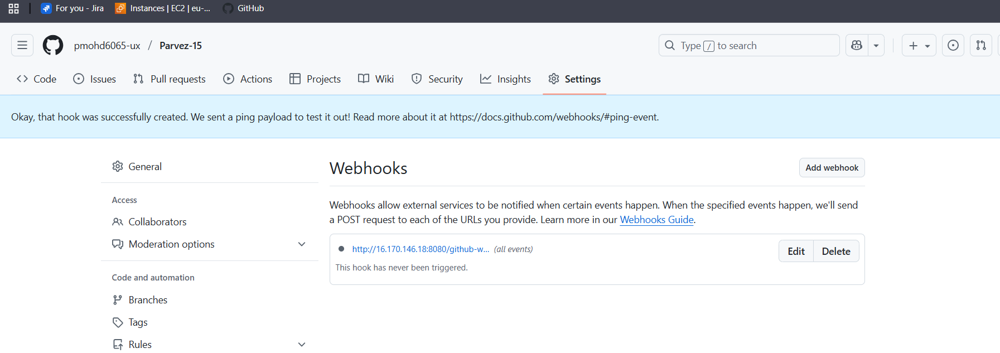 For you - Jira
Instances | EC2 | eu-...
GitHub
pmohd6065-ux / Parvez-15
Type / to search
Code
Issues
Pull requests
Actions
Projects
Wiki
Security
Insights
Settings
Okay, that hook was successfully created. We sent a ping payload to test it out! Read more about it at https://docs.github.com/webhooks/#ping-event.
General
Access
Collaborators
Moderation options
Code and automation
Branches
Tags
Rules
Webhooks
Add webhook
Webhooks allow external services to be notified when certain events happen. When the specified events happen, we'll send
a POST request to each of the URLs you provide. Learn more in our Webhooks Guide.
http://16.170.146.18:8080/github-w... (all events)
Edit
Delete
This hook has never been triggered.